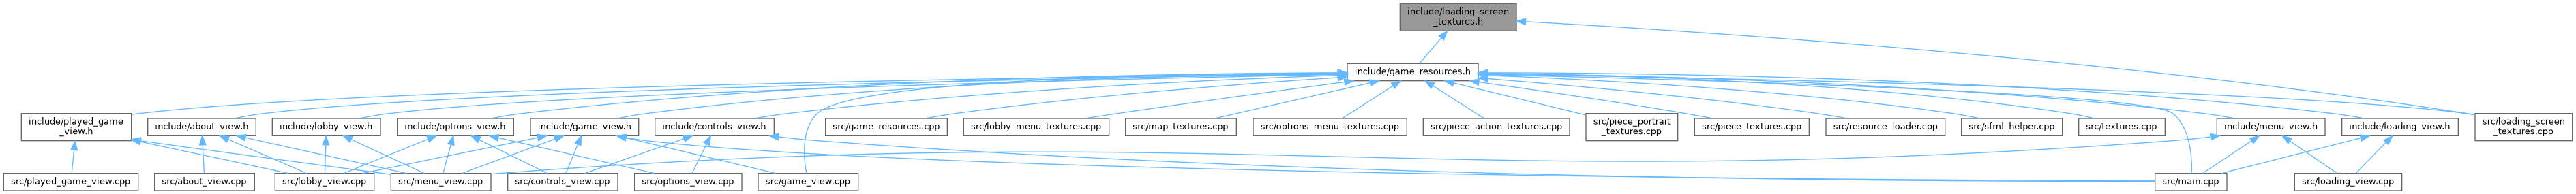 include/loading_screen
_textures.h
include/game_resources.h
include/played_game
_view.h
include/about_view.h
include/lobby_view.h
include/options_view.h
include/game_view.h
include/controls_view.h
src/game_resources.cpp
src/lobby_menu_textures.cpp
src/map_textures.cpp
src/options_menu_textures.cpp
src/piece_action_textures.cpp
src/piece_portrait
_textures.cpp
src/piece_textures.cpp
src/resource_loader.cpp
src/sfml_helper.cpp
src/textures.cpp
include/menu_view.h
include/loading_view.h
src/loading_screen
_textures.cpp
src/played_game_view.cpp
src/about_view.cpp
src/lobby_view.cpp
src/menu_view.cpp
src/controls_view.cpp
src/options_view.cpp
src/game_view.cpp
src/main.cpp
src/loading_view.cpp